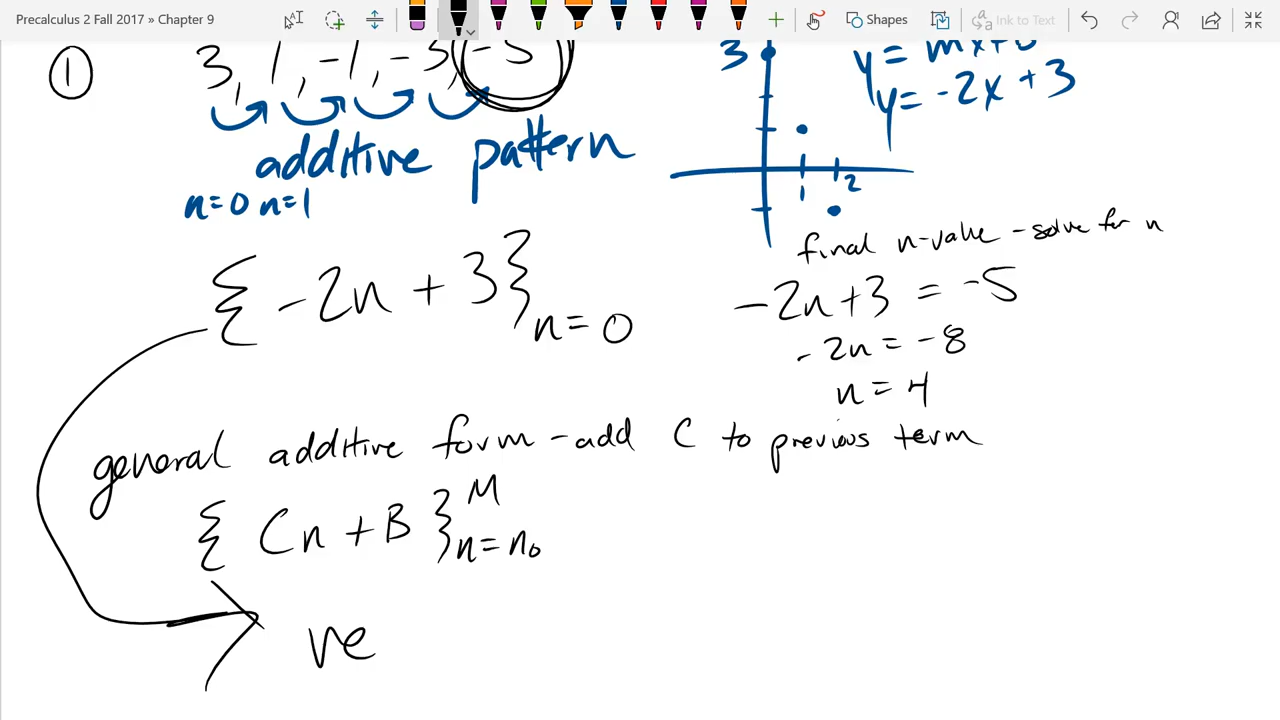 Precalculus 2 Fall 2017 » Chapter 9
Shapes
Ink to Text
① 3, 1, -1, -3, -5
additive pattern
n=0 n=1
3
1
2
y = mx+b
y = -2x + 3
{ -2n + 3 } n=0
final n-value - solve for n
-2n+3 = -5
-2n = -8
n = 4
general additive form - add C to previous term
{ Cn + B } M n=n₀
ve